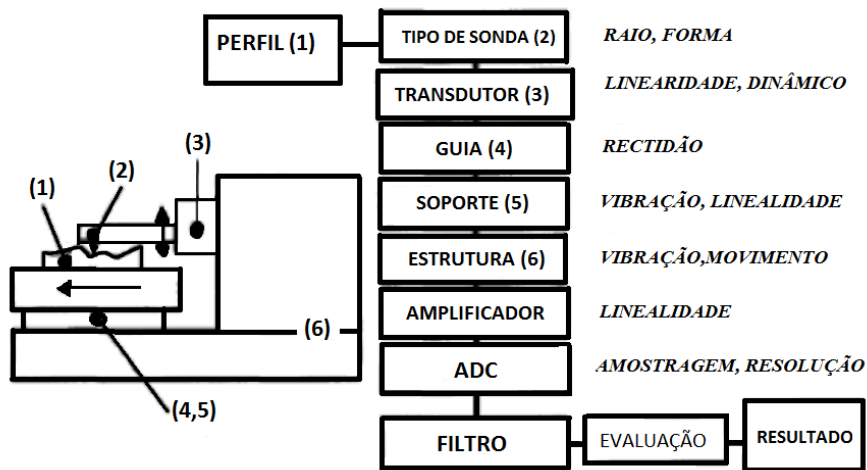 PERFIL (1)
TIPO DE SONDA (2)
RAIO, FORMA
TRANSDUTOR (3)
LINEARIDADE, DINÂMICO
GUIA (4)
RECTIDÃO
SOPORTE (5)
VIBRAÇÃO, LINEALIDADE
ESTRUTURA (6)
VIBRAÇÃO,MOVIMENTO
AMPLIFICADOR
LINEALIDADE
ADC
AMOSTRAGEM, RESOLUÇÃO
FILTRO
EVALUAÇÃO
RESULTADO
(1)
(2)
(3)
(6)
(4,5)